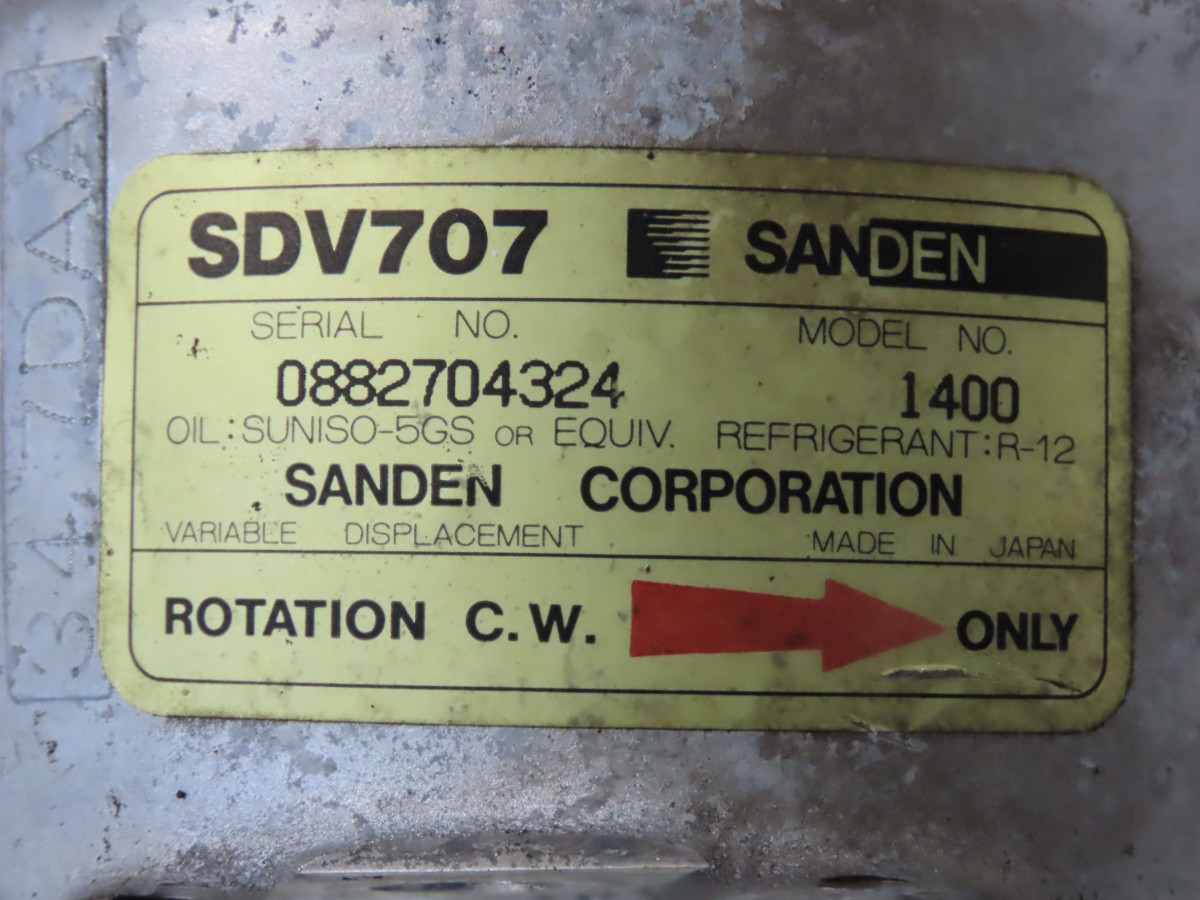 SDV707 SANDEN
SERIAL NO. MODEL NO.
0882704324 1400
OIL:SUNISO-5GS OR EQUIV. REFRIGERANT:R-12
SANDEN CORPORATION
VARIABLE DISPLACEMENT MADE IN JAPAN
ROTATION C.W. ONLY
347DAA